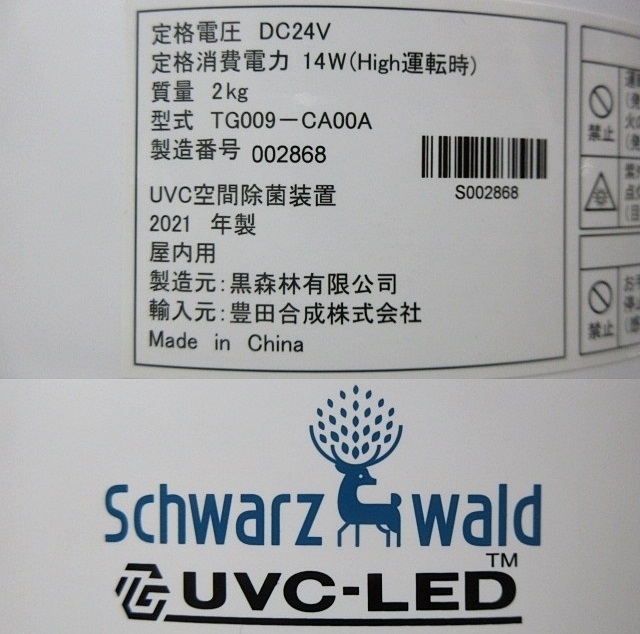 定格電圧 DC24V
定格消費電力 14W(High運転時)
質量 2kg
型式 TG009-CA00A
製造番号 002868
S002868
UVC空間除菌装置
2021 年製
屋内用
製造元:黒森林有限公司
輸入元:豊田合成株式会社
Made in China
禁止
禁止
Schwarz wald
TG UVC-LED™